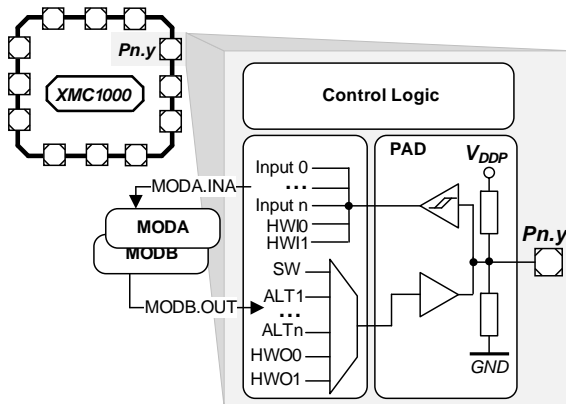 Pn.y
XMC1000
Control Logic
PAD
VDDP
Input 0
...
Input n
HWI0
HWI1
MODA.INA
MODA
MODB
MODB.OUT
SW
ALT1
...
ALTn
HWO0
HWO1
Pn.y
GND